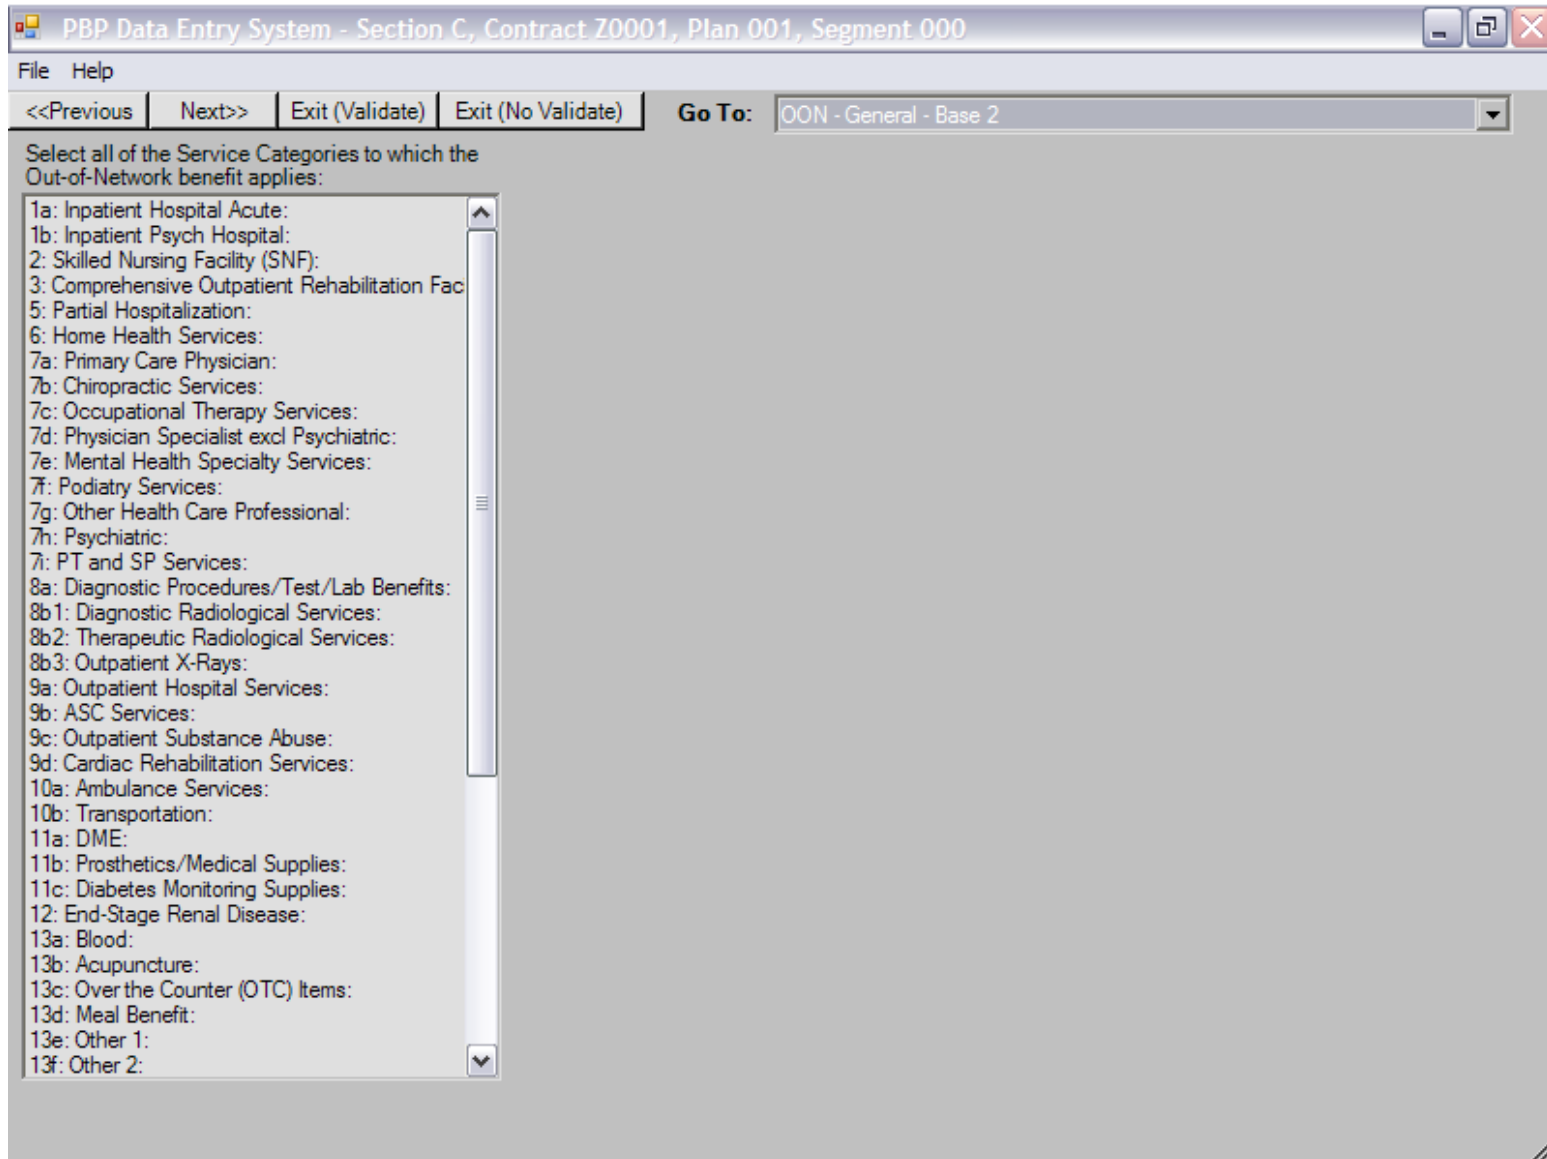 PBP Data Entry System - Section C, Contract Z0001, Plan 001, Segment 000
File Help
<<Previous Next>> Exit (Validate) Exit (No Validate) Go To: OON - General - Base 2
Select all of the Service Categories to which the
Out-of-Network benefit applies:
1a: Inpatient Hospital Acute:
1b: Inpatient Psych Hospital:
2: Skilled Nursing Facility (SNF):
3: Comprehensive Outpatient Rehabilitation Fac
5: Partial Hospitalization:
6: Home Health Services:
7a: Primary Care Physician:
7b: Chiropractic Services:
7c: Occupational Therapy Services:
7d: Physician Specialist excl Psychiatric:
7e: Mental Health Specialty Services:
7f: Podiatry Services:
7g: Other Health Care Professional:
7h: Psychiatric:
7i: PT and SP Services:
8a: Diagnostic Procedures/Test/Lab Benefits:
8b1: Diagnostic Radiological Services:
8b2: Therapeutic Radiological Services:
8b3: Outpatient X-Rays:
9a: Outpatient Hospital Services:
9b: ASC Services:
9c: Outpatient Substance Abuse:
9d: Cardiac Rehabilitation Services:
10a: Ambulance Services:
10b: Transportation:
11a: DME:
11b: Prosthetics/Medical Supplies:
11c: Diabetes Monitoring Supplies:
12: End-Stage Renal Disease:
13a: Blood:
13b: Acupuncture:
13c: Over the Counter (OTC) Items:
13d: Meal Benefit:
13e: Other 1:
13f: Other 2: